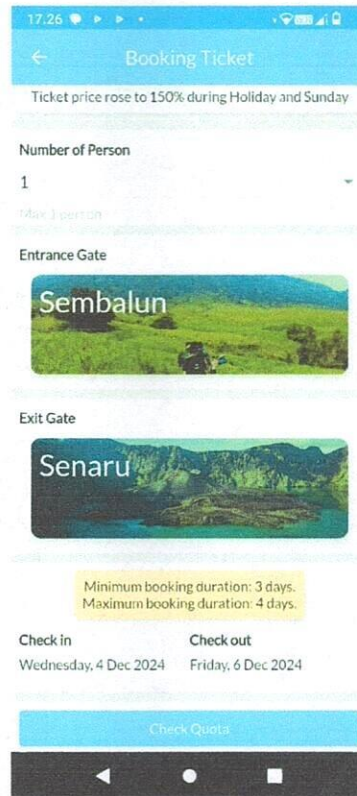 17.26
Booking Ticket
Ticket price rose to 150% during Holiday and Sunday
Number of Person
1
Max 1 person
Entrance Gate
Sembalun
Exit Gate
Senaru
Minimum booking duration: 3 days.
Maximum booking duration: 4 days.
Check in
Check out
Wednesday, 4 Dec 2024
Friday, 6 Dec 2024
Check Quota